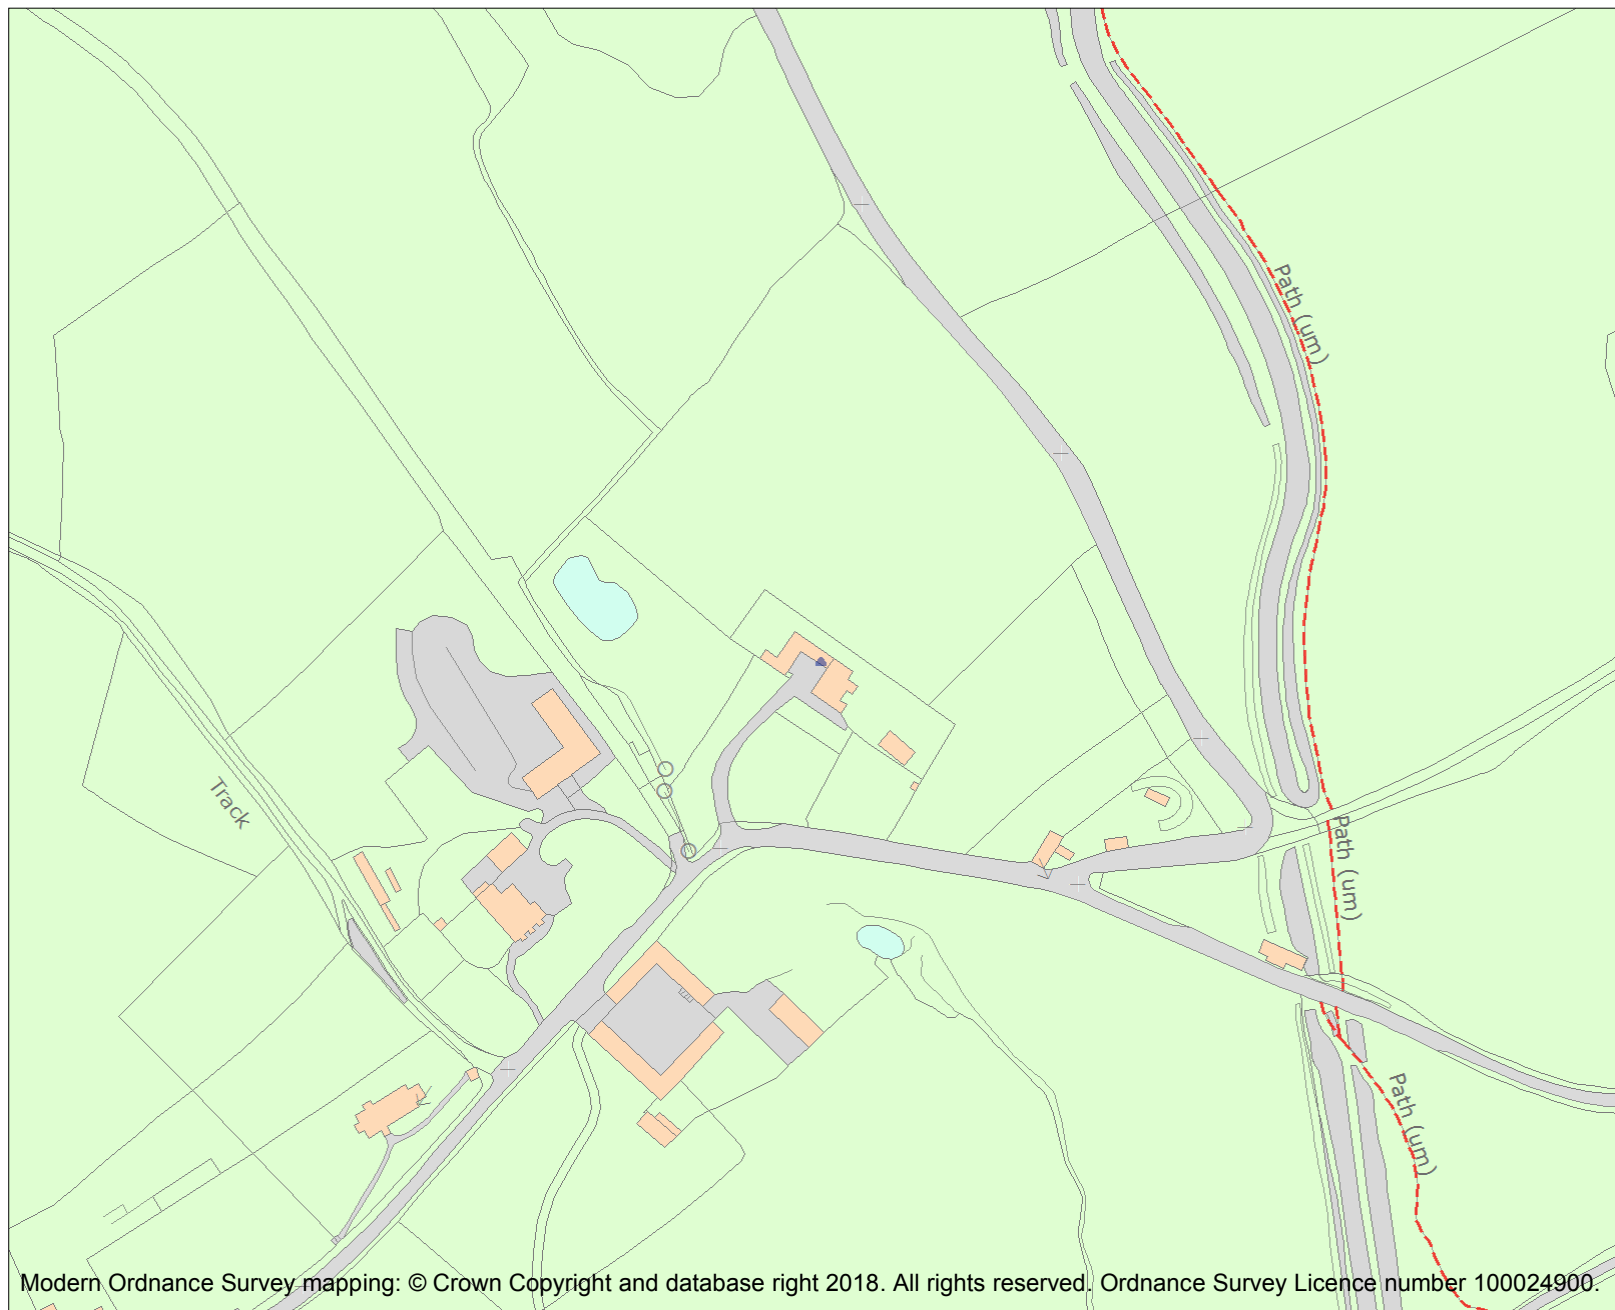 Path (um)
Track
Path (um)
Path (um)
Modern Ordnance Survey mapping: © Crown Copyright and database right 2018. All rights reserved. Ordnance Survey Licence number 100024900.